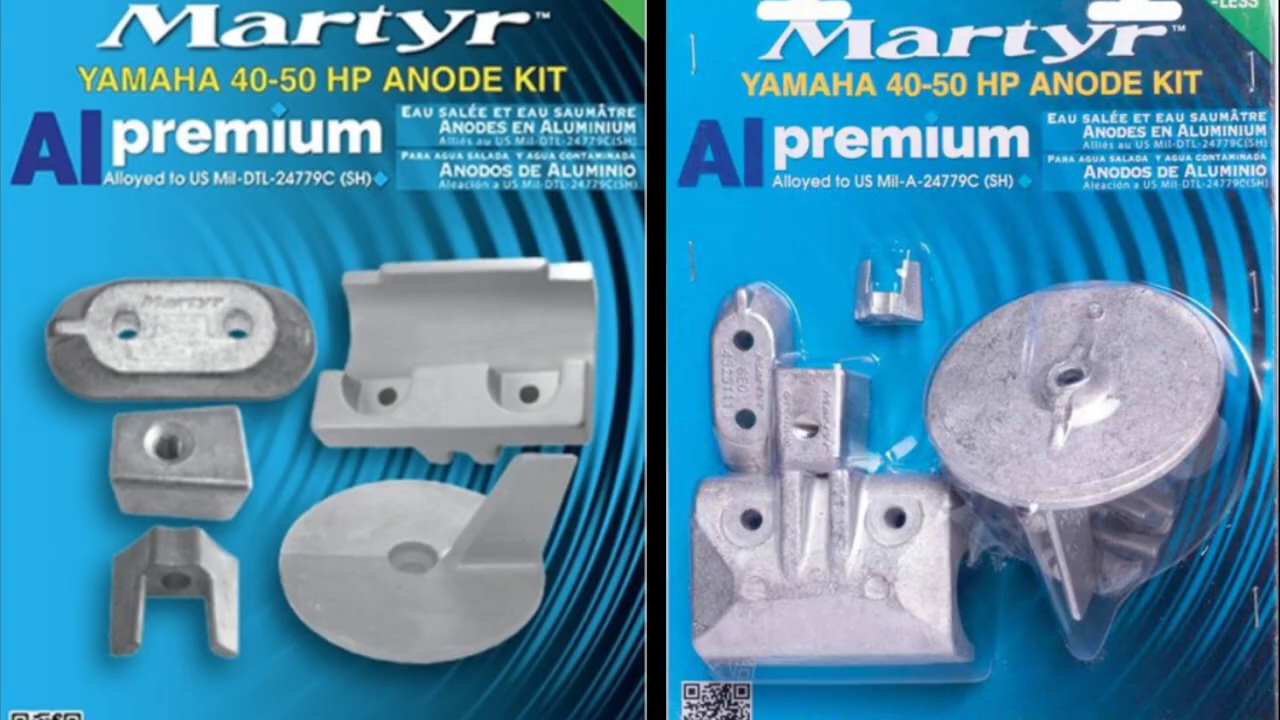 Martyr™
YAMAHA 40-50 HP ANODE KIT
Al premium
Alloyed to US Mil-DTL-24779C (SH)
EAU SALÉE ET EAU SAUMÂTRE
ANODES EN ALUMINIUM
Alliés au US Mil-DTL-24779C(SH)
PARA AGUA SALADA Y AGUA CONTAMINADA
ANODOS DE ALUMINIO
Aleación a US Mil-DTL-24779C(SH)
Martyr
-LESS
Martyr™
YAMAHA 40-50 HP ANODE KIT
Al premium
Alloyed to US Mil-A-24779C (SH)
EAU SALÉE ET EAU SAUMÂTRE
ANODES EN ALUMINIUM
Alliés au US Mil-DTL-24779C(SH)
PARA AGUA SALADA Y AGUA CONTAMINADA
ANODOS DE ALUMINIO
Aleación a US Mil-DTL-24779C(SH)
Martyr